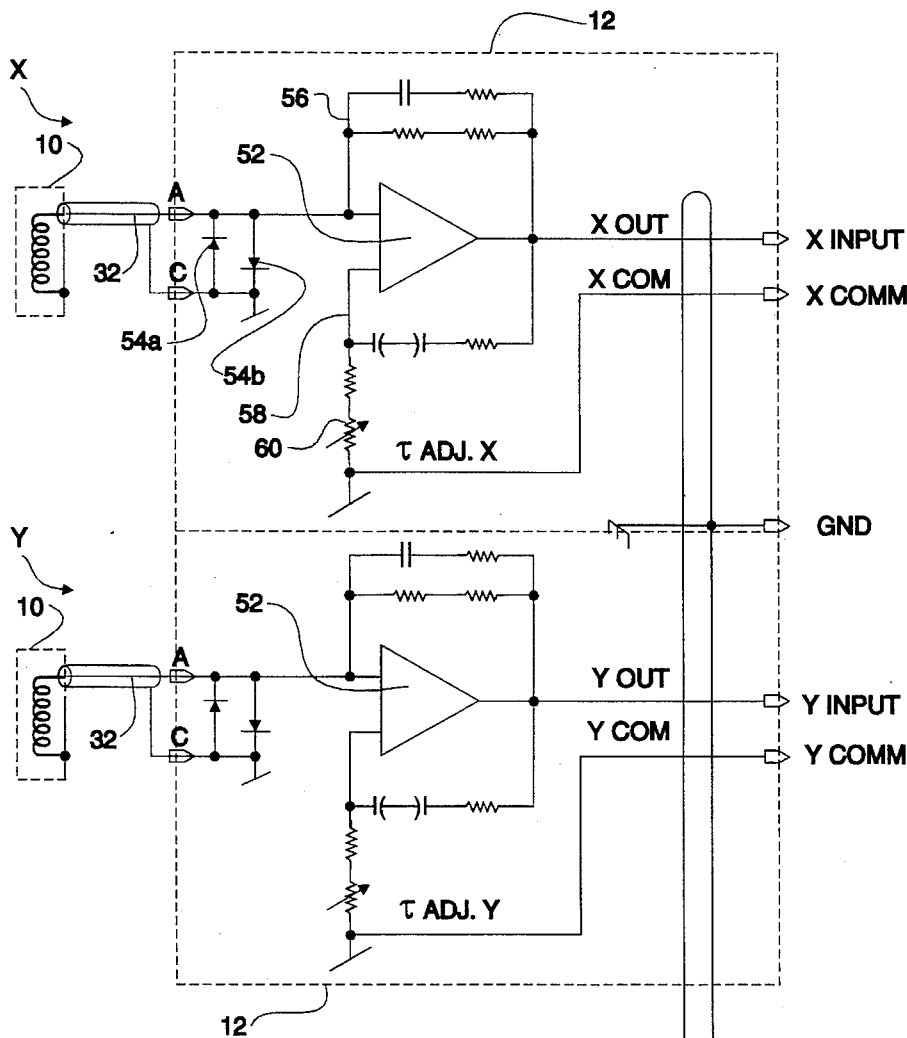 12
X
56
10
52
A
X OUT
X INPUT
32
C
X COM
X COMM
54a
54b
58
60
τ ADJ. X
GND
Y
10
52
A
Y OUT
Y INPUT
32
C
Y COM
Y COMM
τ ADJ. Y
12